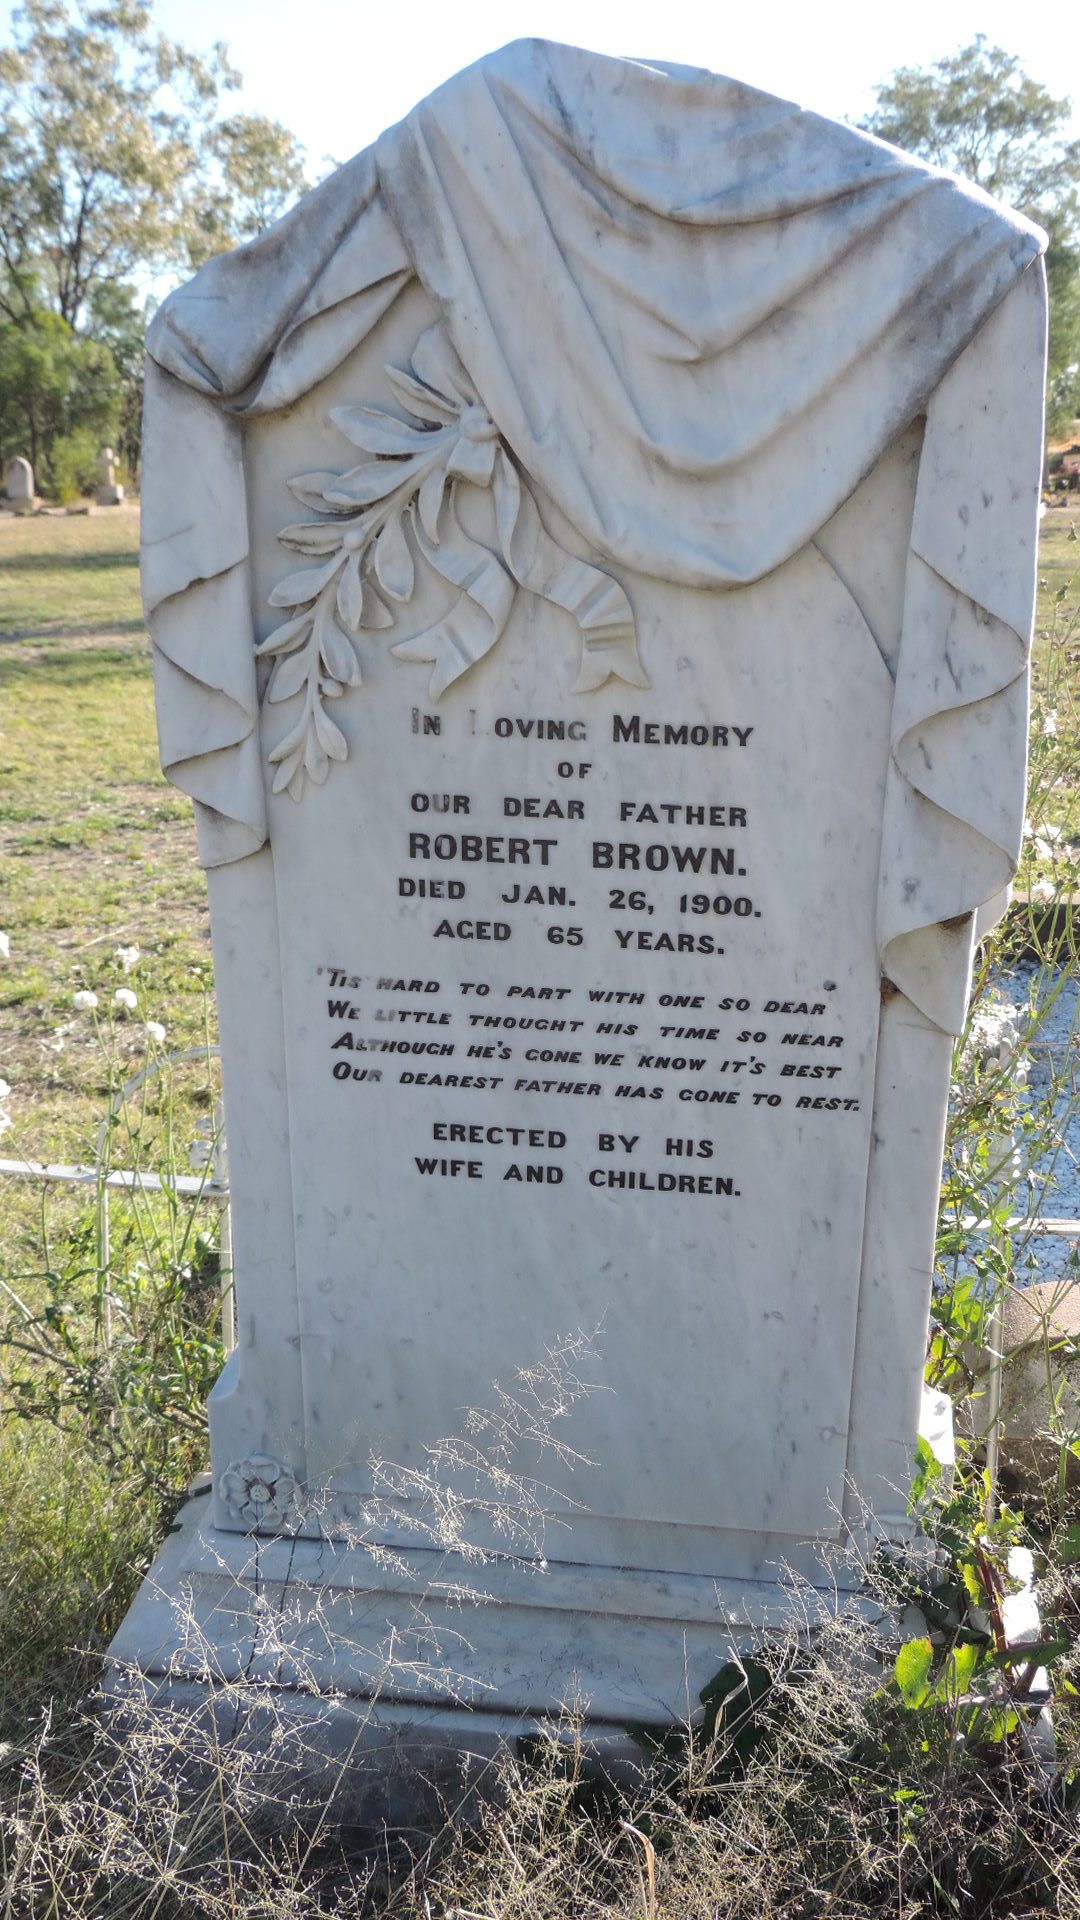 In Loving Memory
OF
OUR DEAR FATHER
ROBERT BROWN.
DIED JAN. 26, 1900.
AGED 65 YEARS.
'Tis hard to part with one so dear
We little thought his time so near
Although he's gone we know it's best
Our dearest father has gone to rest.
ERECTED BY HIS
WIFE AND CHILDREN.